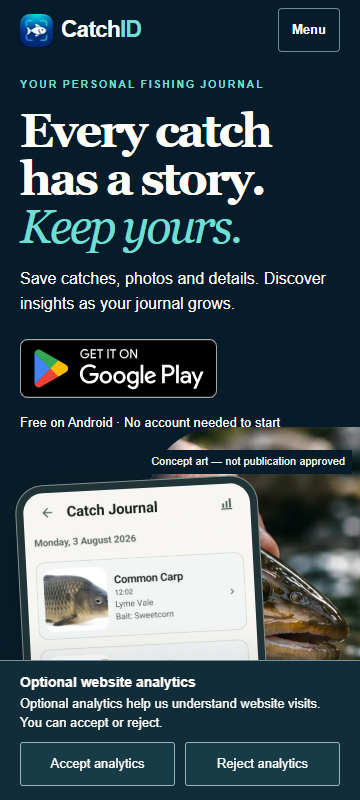 CatchID
Menu
YOUR PERSONAL FISHING JOURNAL
Every catch
has a story.
Keep yours.
Save catches, photos and details. Discover
insights as your journal grows.
GET IT ON
Google Play
Free on Android · No account needed to start
Concept art — not publication approved
Catch Journal
Monday, 3 August 2026
Common Carp
12:02
Lyme Vale
Bait: Sweetcorn
Optional website analytics
Optional analytics help us understand website visits.
You can accept or reject.
Accept analytics
Reject analytics